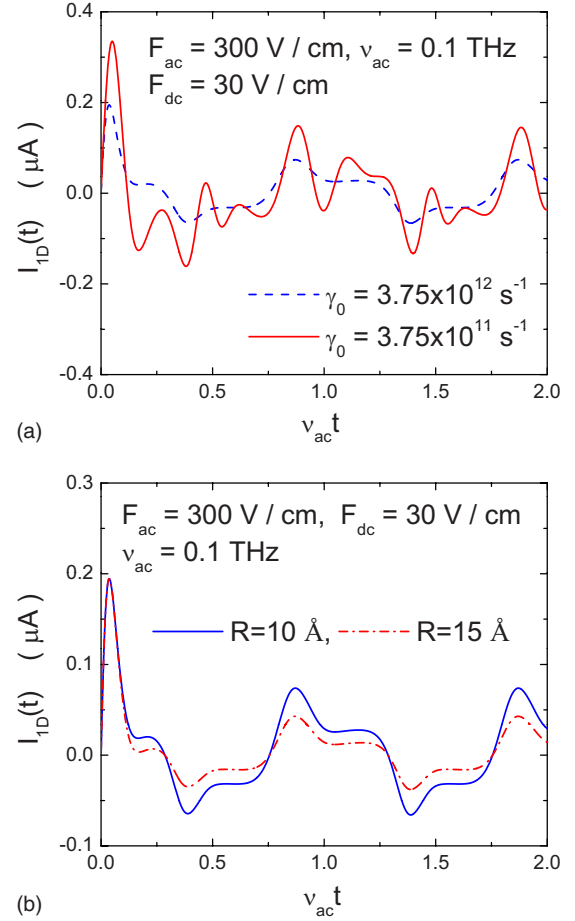 F_ac = 300 V / cm, ν_ac = 0.1 THz
F_dc = 30 V / cm
0.4
0.2
0.0
-0.2
-0.4
I_1D(t) ( μA )
γ_0 = 3.75x10^12 s^-1
γ_0 = 3.75x10^11 s^-1
0.0 0.5 1.0 1.5 2.0
(a)
ν_ac t
F_ac = 300 V / cm, F_dc = 30 V / cm
ν_ac = 0.1 THz
0.3
0.2
0.1
0.0
-0.1
I_1D(t) ( μA )
R=10 Å, R=15 Å
0.0 0.5 1.0 1.5 2.0
(b)
ν_ac t